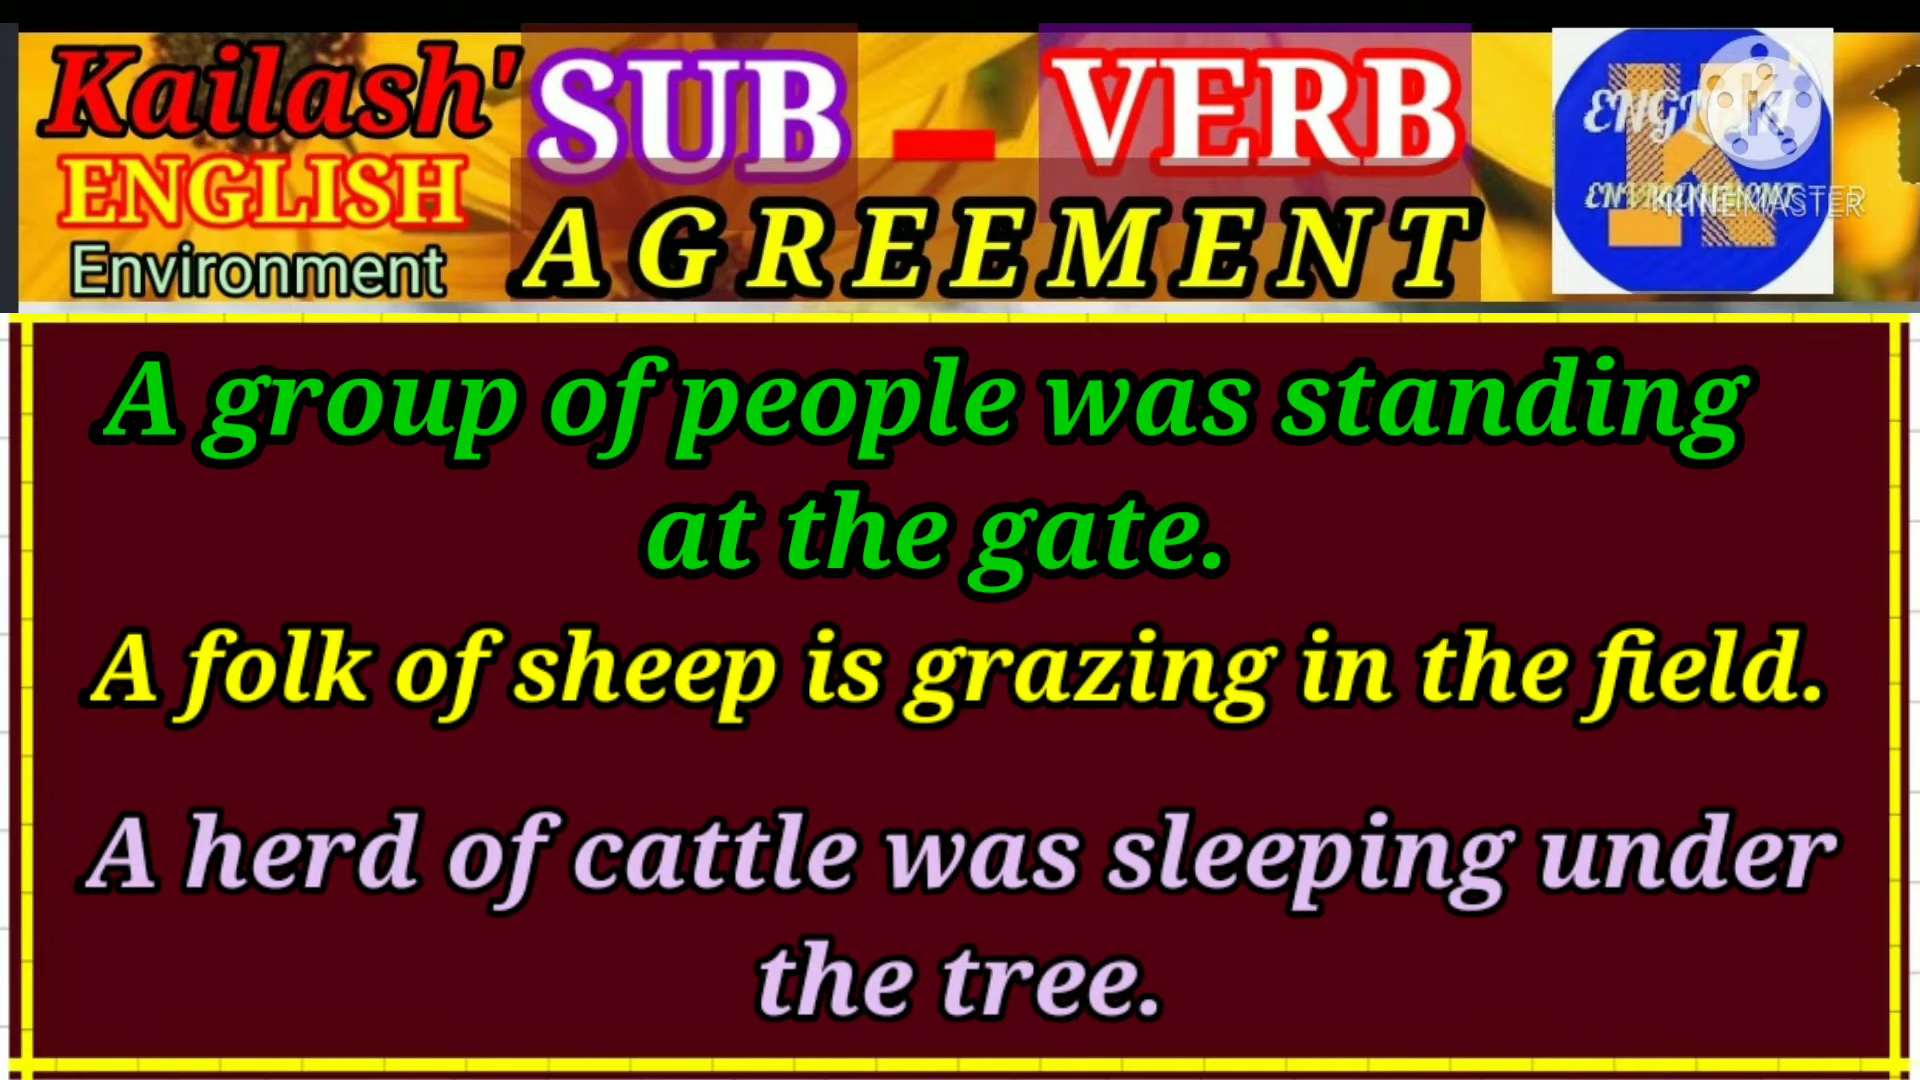 Kailash'
ENGLISH
Environment
SUB - VERB
AGREEMENT
KINEMASTER
A group of people was standing
at the gate.
A folk of sheep is grazing in the field.
A herd of cattle was sleeping under
the tree.